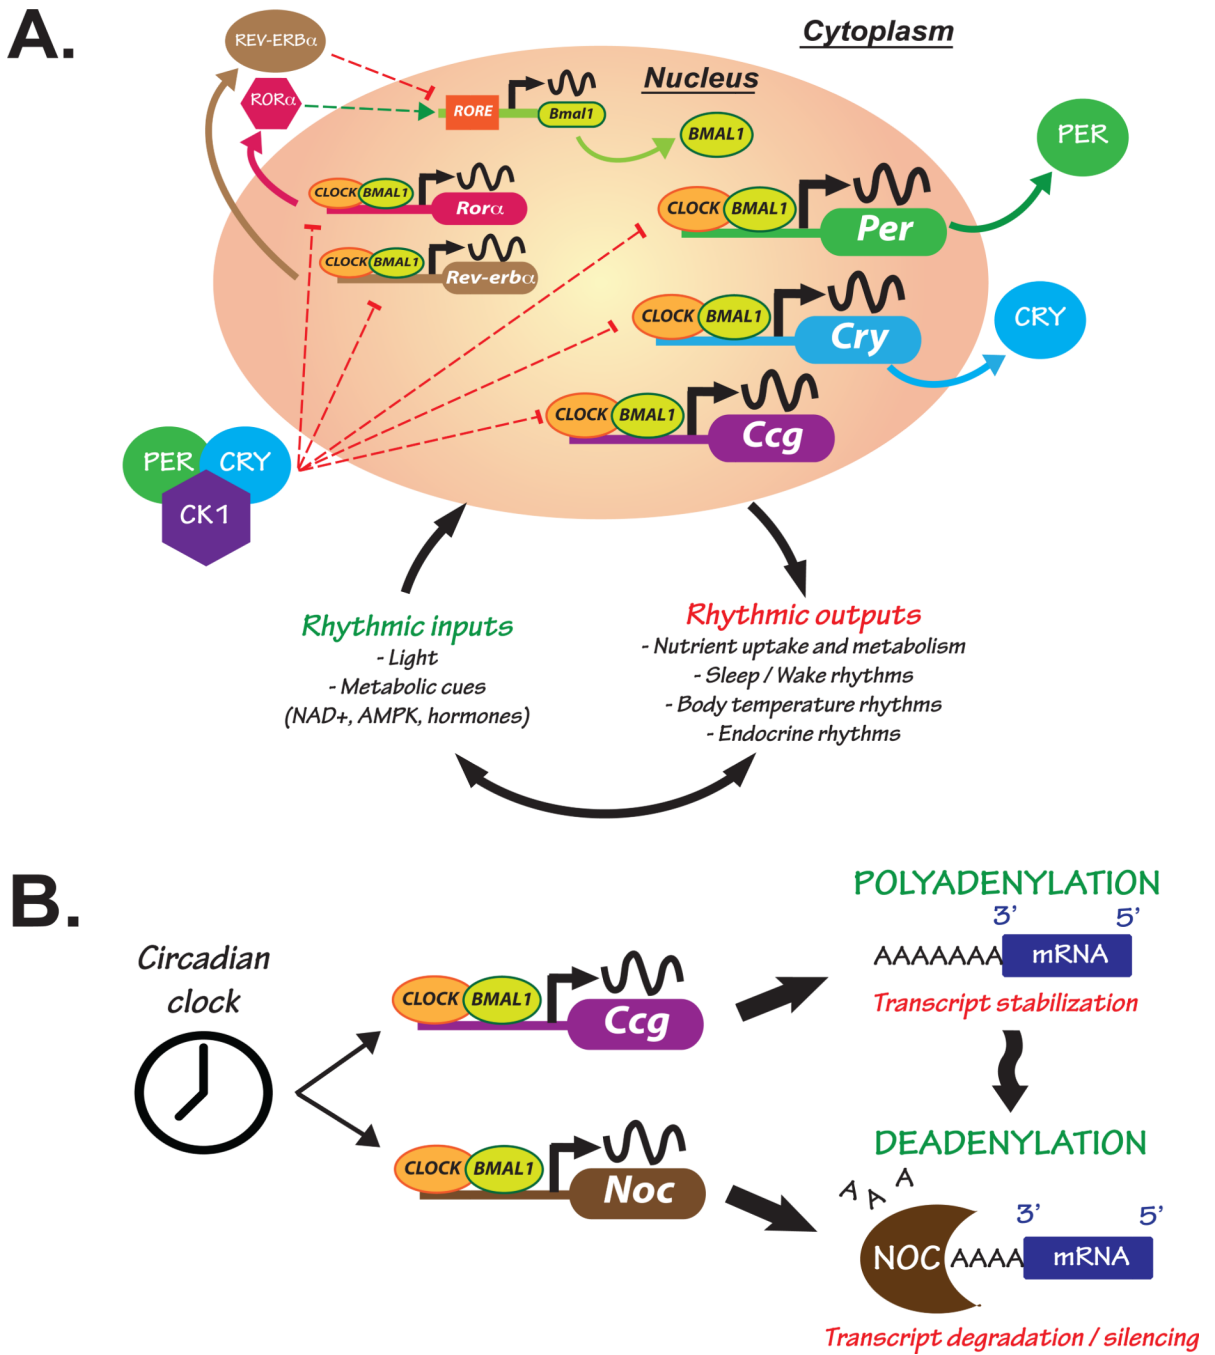 A.
Cytoplasm
REV-ERBα
Nucleus
RORα
RORE
Bmal1
BMAL1
PER
CLOCK BMAL1
Rorα
CLOCK BMAL1
Per
CLOCK BMAL1
Rev-erbα
CLOCK BMAL1
Cry
CRY
CLOCK BMAL1
Ccg
PER CRY
CK1
Rhythmic inputs
- Light
- Metabolic cues
(NAD+, AMPK, hormones)
Rhythmic outputs
- Nutrient uptake and metabolism
- Sleep / Wake rhythms
- Body temperature rhythms
- Endocrine rhythms
B.
Circadian
clock
CLOCK BMAL1
Ccg
POLYADENYLATION
3' 5'
AAAAAAA mRNA
Transcript stabilization
CLOCK BMAL1
Noc
DEADENYLATION
A A A
3' 5'
NOC AAAA mRNA
Transcript degradation / silencing